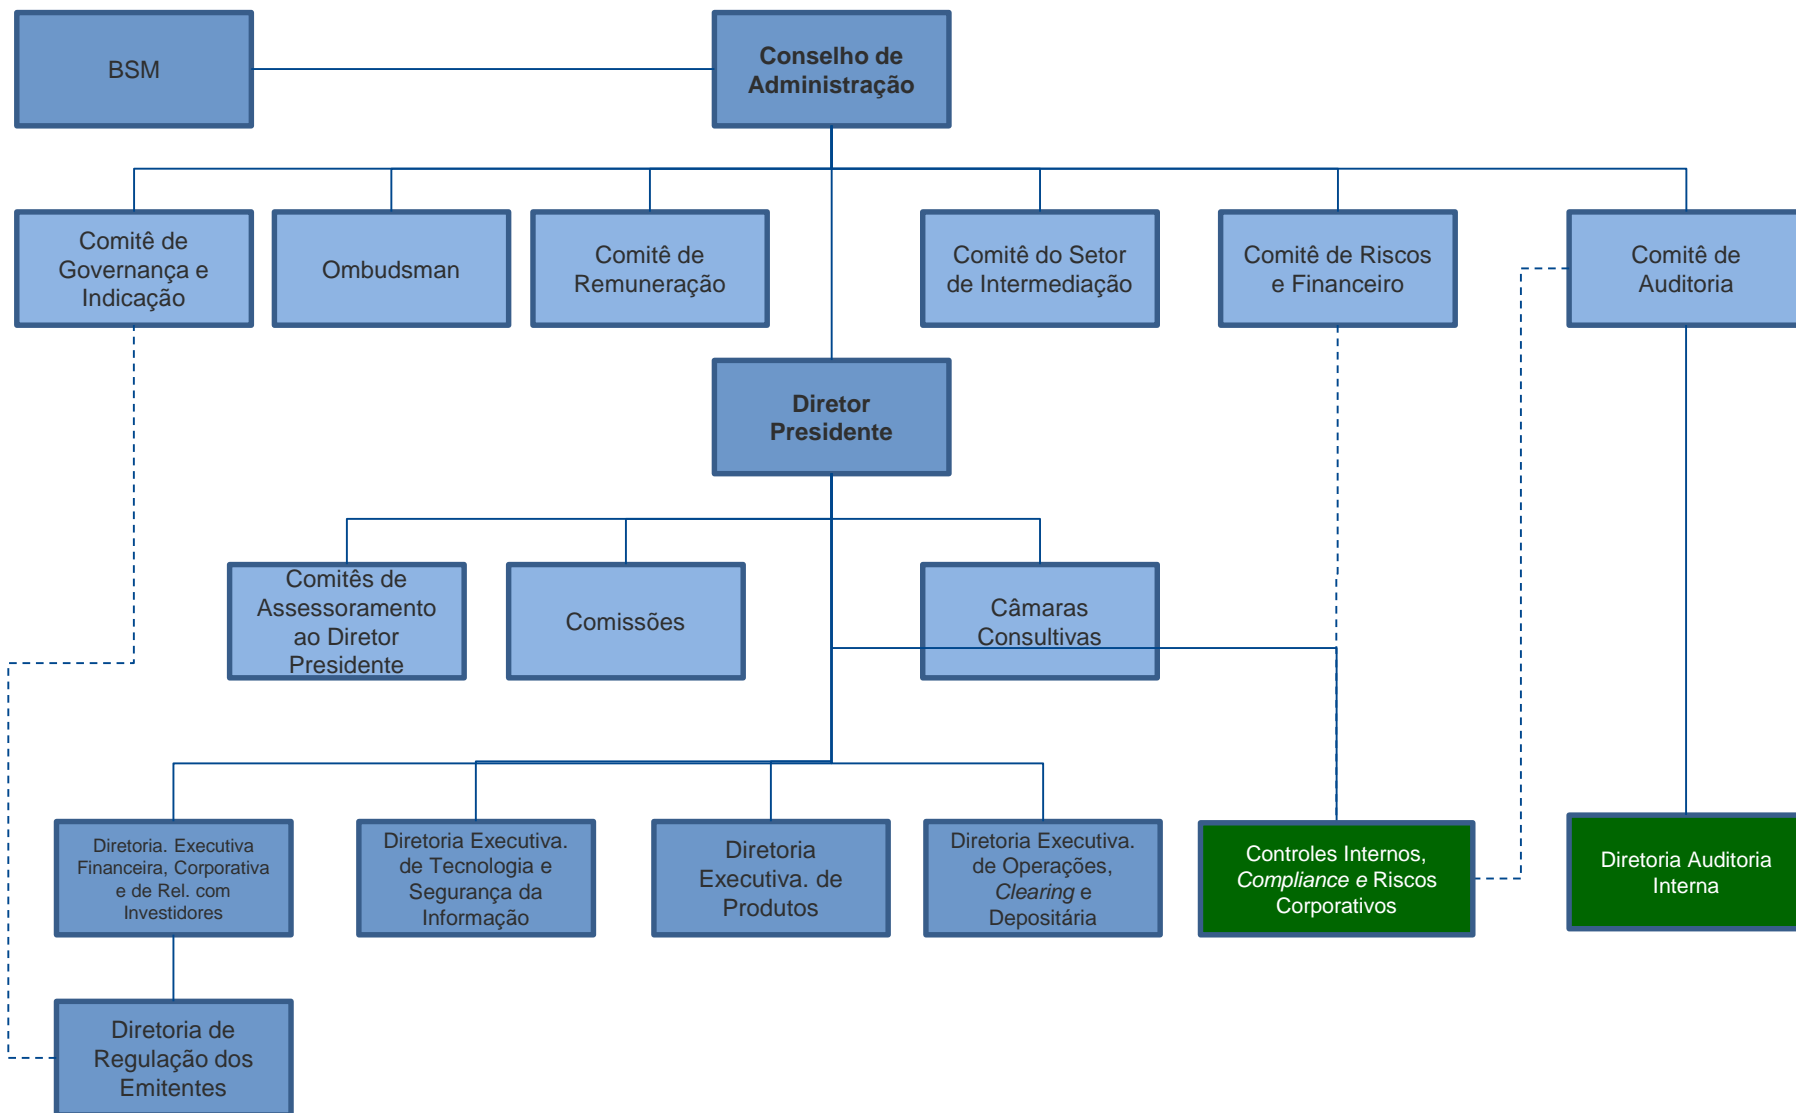 BSM
Conselho de
Administração
Comitê de
Governança e
Indicação
Ombudsman
Comitê de
Remuneração
Comitê do Setor
de Intermediação
Comitê de Riscos
e Financeiro
Comitê de
Auditoria
Diretor
Presidente
Comitês de
Assessoramento
ao Diretor
Presidente
Comissões
Câmaras
Consultivas
Diretoria. Executiva
Financeira, Corporativa
e de Rel. com
Investidores
Diretoria Executiva.
de Tecnologia e
Segurança da
Informação
Diretoria
Executiva. de
Produtos
Diretoria Executiva.
de Operações,
Clearing e
Depositária
Controles Internos,
Compliance e Riscos
Corporativos
Diretoria Auditoria
Interna
Diretoria de
Regulação dos
Emitentes